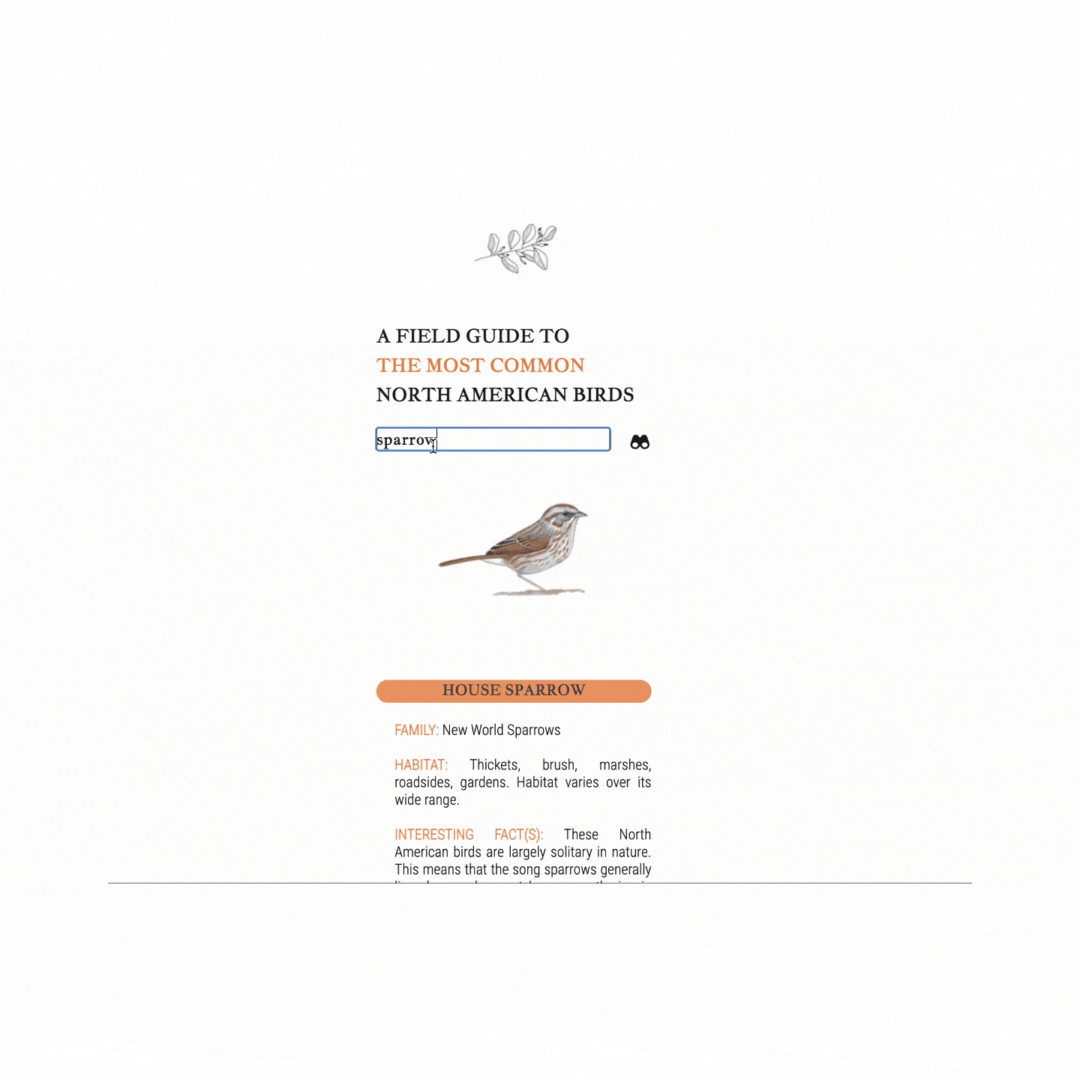 A FIELD GUIDE TO
THE MOST COMMON
NORTH AMERICAN BIRDS
sparrow
HOUSE SPARROW
FAMILY: New World Sparrows
HABITAT: Thickets, brush, marshes,
roadsides, gardens. Habitat varies over its
wide range.
INTERESTING FACT(S): These North
American birds are largely solitary in nature.
This means that the song sparrows generally